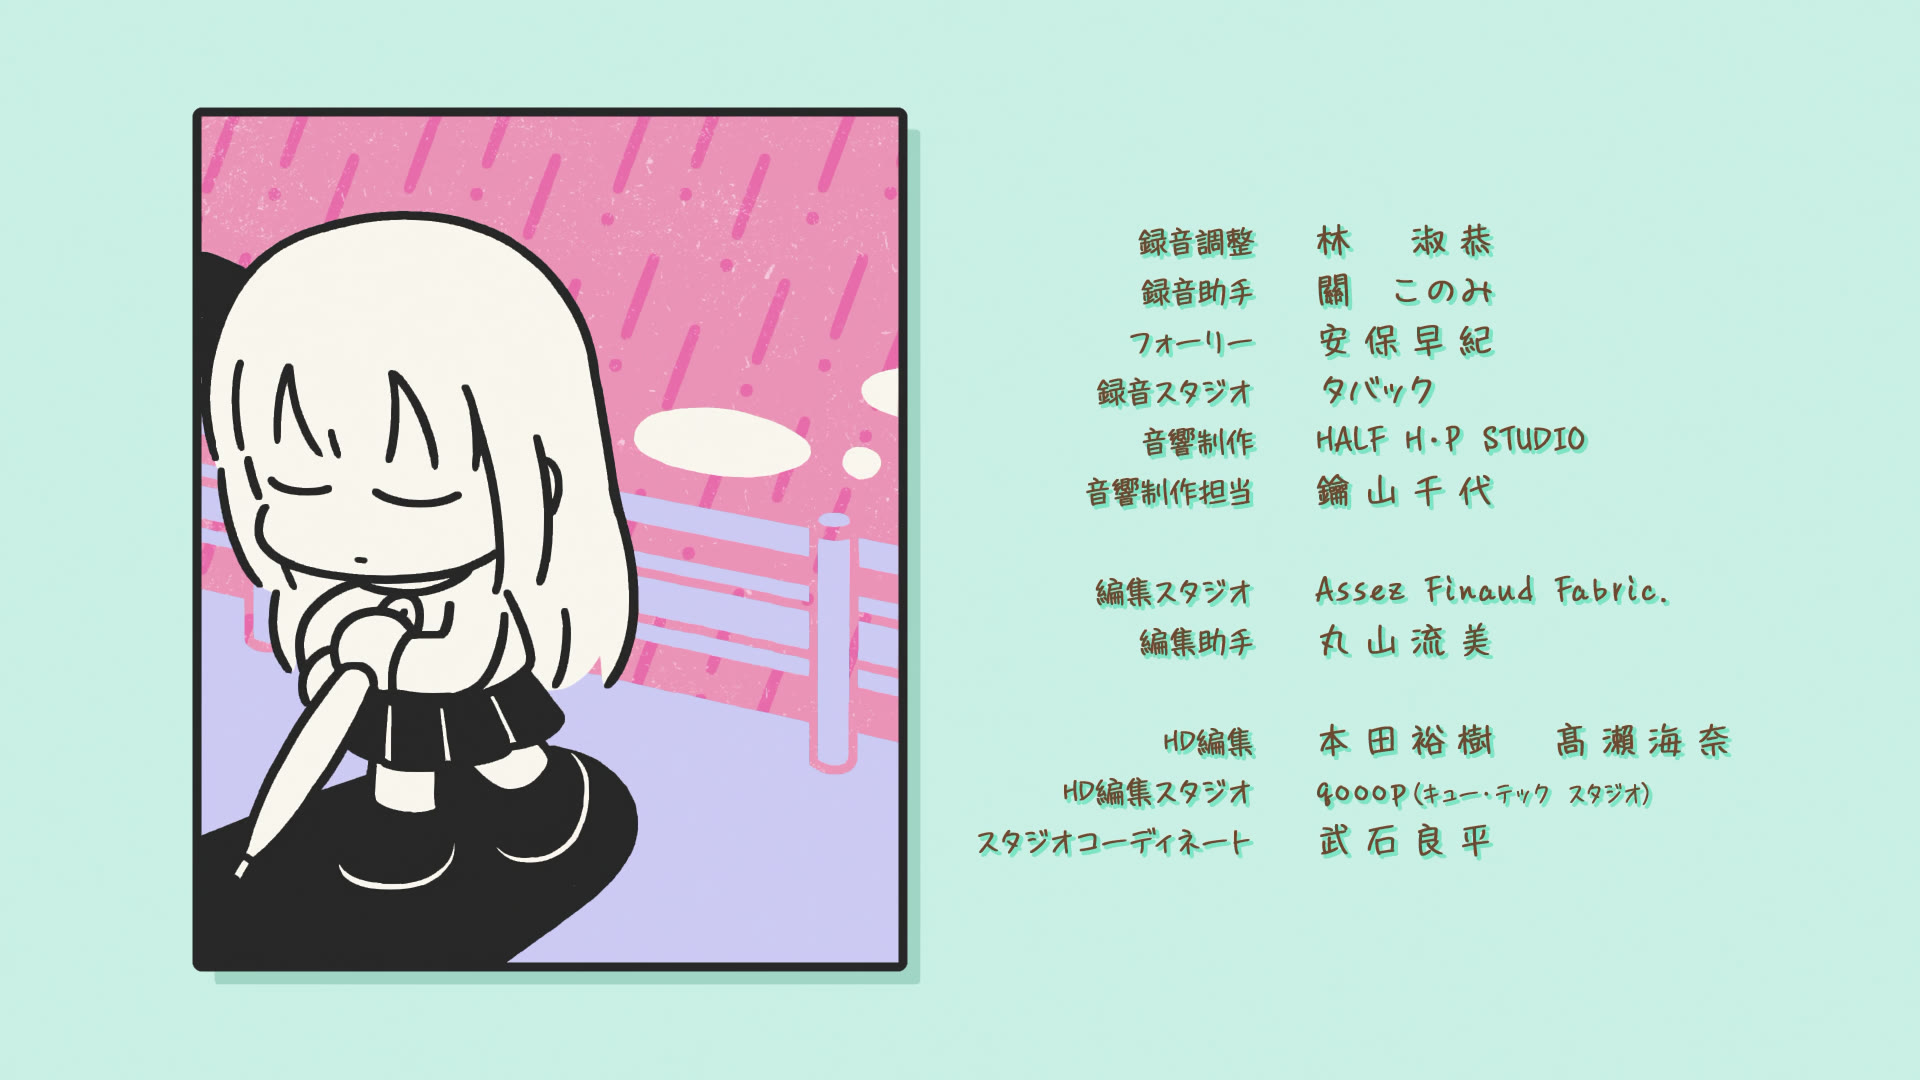 録音調整 林 淑恭
録音助手 關 このみ
フォーリー 安保早紀
録音スタジオ タバック
音響制作 HALF H・P STUDIO
音響制作担当 鑰山千代
編集スタジオ Assez Finaud Fabric.
編集助手 丸山流美
HD編集 本田裕樹 髙瀨海奈
HD編集スタジオ qooop(キュー・テック スタジオ)
スタジオコーディネート 武石良平